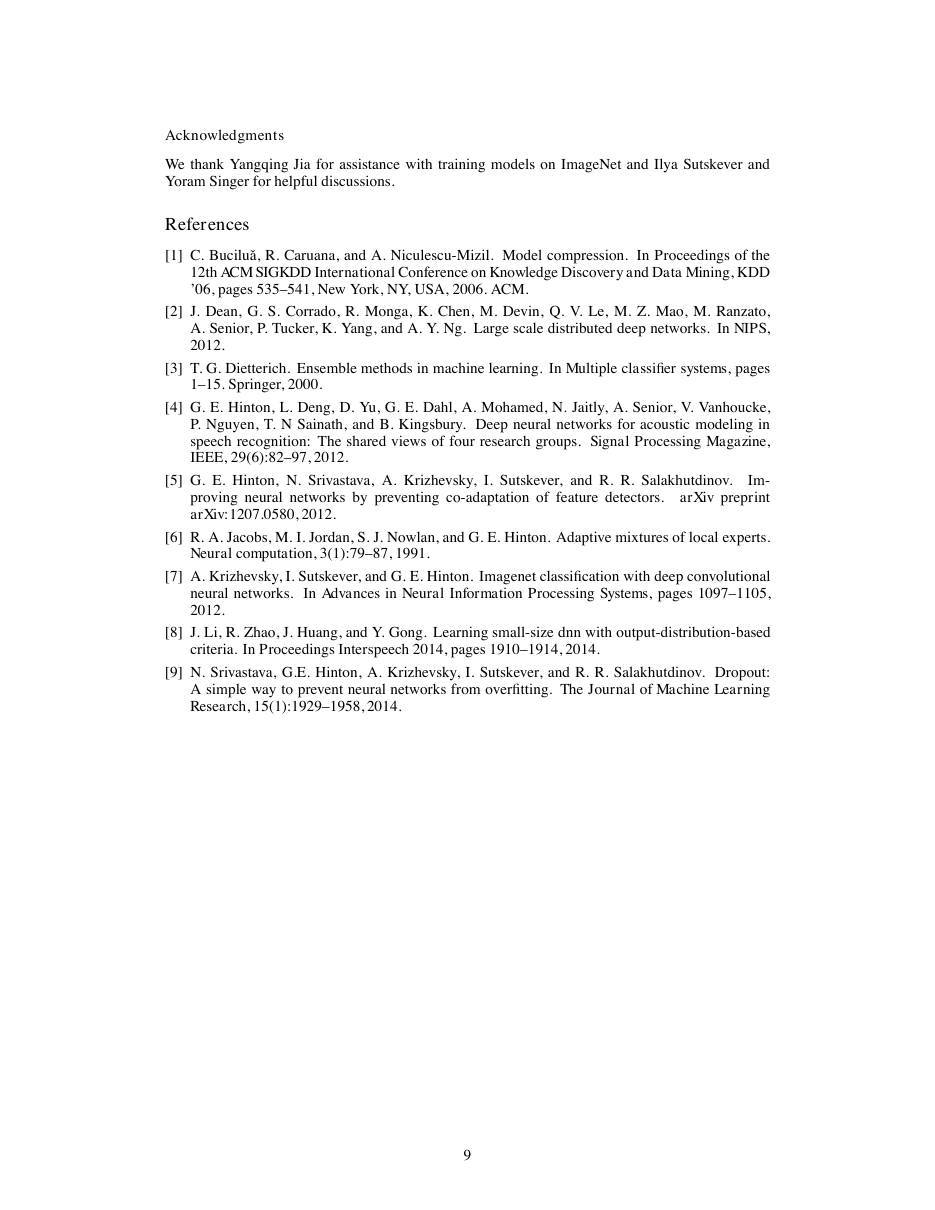 Acknowledgments
We thank Yangqing Jia for assistance with training models on ImageNet and Ilya Sutskever and
Yoram Singer for helpful discussions.
References
[1] C. Buciluǎ, R. Caruana, and A. Niculescu-Mizil. Model compression. In Proceedings of the
12th ACM SIGKDD International Conference on Knowledge Discovery and Data Mining, KDD
’06, pages 535–541, New York, NY, USA, 2006. ACM.
[2] J. Dean, G. S. Corrado, R. Monga, K. Chen, M. Devin, Q. V. Le, M. Z. Mao, M. Ranzato,
A. Senior, P. Tucker, K. Yang, and A. Y. Ng. Large scale distributed deep networks. In NIPS,
2012.
[3] T. G. Dietterich. Ensemble methods in machine learning. In Multiple classifier systems, pages
1–15. Springer, 2000.
[4] G. E. Hinton, L. Deng, D. Yu, G. E. Dahl, A. Mohamed, N. Jaitly, A. Senior, V. Vanhoucke,
P. Nguyen, T. N Sainath, and B. Kingsbury. Deep neural networks for acoustic modeling in
speech recognition: The shared views of four research groups. Signal Processing Magazine,
IEEE, 29(6):82–97, 2012.
[5] G. E. Hinton, N. Srivastava, A. Krizhevsky, I. Sutskever, and R. R. Salakhutdinov. Im-
proving neural networks by preventing co-adaptation of feature detectors. arXiv preprint
arXiv:1207.0580, 2012.
[6] R. A. Jacobs, M. I. Jordan, S. J. Nowlan, and G. E. Hinton. Adaptive mixtures of local experts.
Neural computation, 3(1):79–87, 1991.
[7] A. Krizhevsky, I. Sutskever, and G. E. Hinton. Imagenet classification with deep convolutional
neural networks. In Advances in Neural Information Processing Systems, pages 1097–1105,
2012.
[8] J. Li, R. Zhao, J. Huang, and Y. Gong. Learning small-size dnn with output-distribution-based
criteria. In Proceedings Interspeech 2014, pages 1910–1914, 2014.
[9] N. Srivastava, G.E. Hinton, A. Krizhevsky, I. Sutskever, and R. R. Salakhutdinov. Dropout:
A simple way to prevent neural networks from overfitting. The Journal of Machine Learning
Research, 15(1):1929–1958, 2014.
9